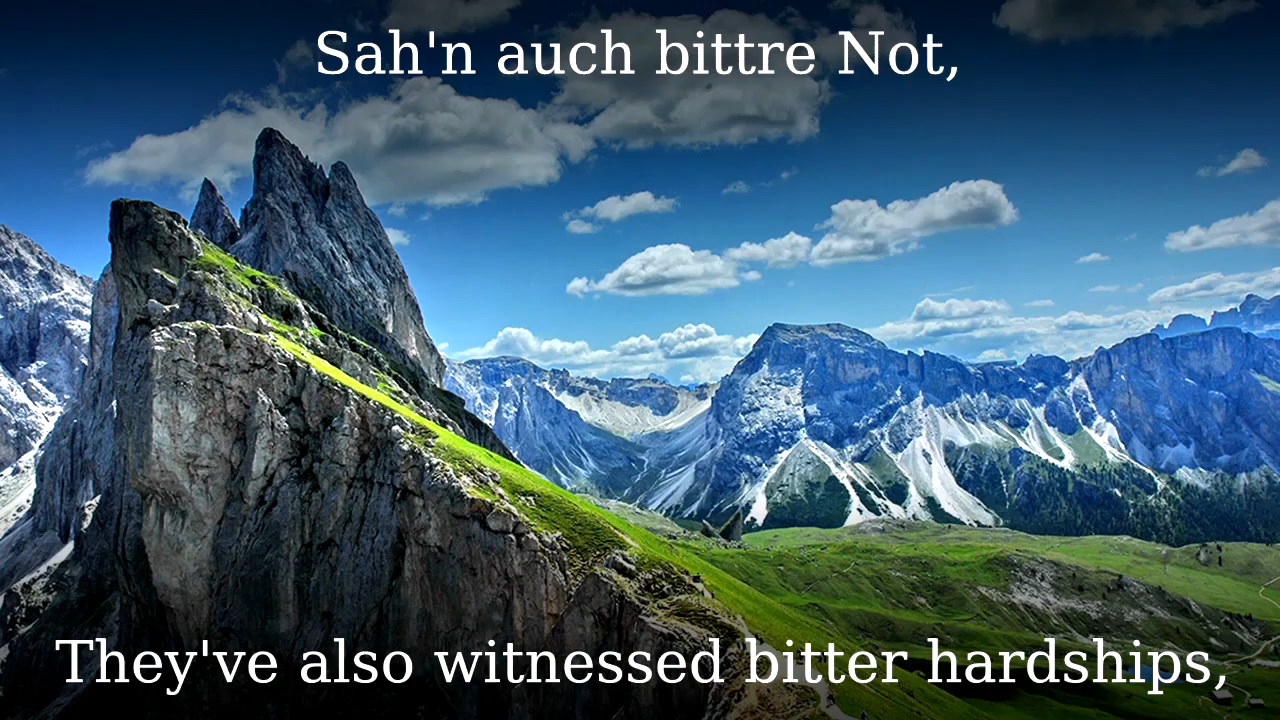 Sah'n auch bittre Not,
They've also witnessed bitter hardships,